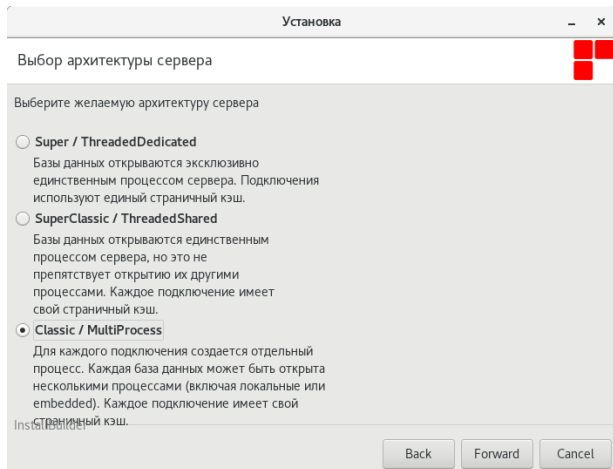 Установка
Выбор архитектуры сервера
Выберите желаемую архитектуру сервера
Super / ThreadedDedicated
Базы данных открываются эксклюзивно
единственным процессом сервера. Подключения
используют единый страничный кэш.
SuperClassic / ThreadedShared
Базы данных открываются единственным
процессом сервера, но это не
препятствует открытию их другими
процессами. Каждое подключение имеет
свой страничный кэш.
Classic / MultiProcess
Для каждого подключения создается отдельный
процесс. Каждая база данных может быть открыта
несколькими процессами (включая локальные или
embedded). Каждое подключение имеет свой
страничный кэш.
InstallBuilder
Back Forward Cancel